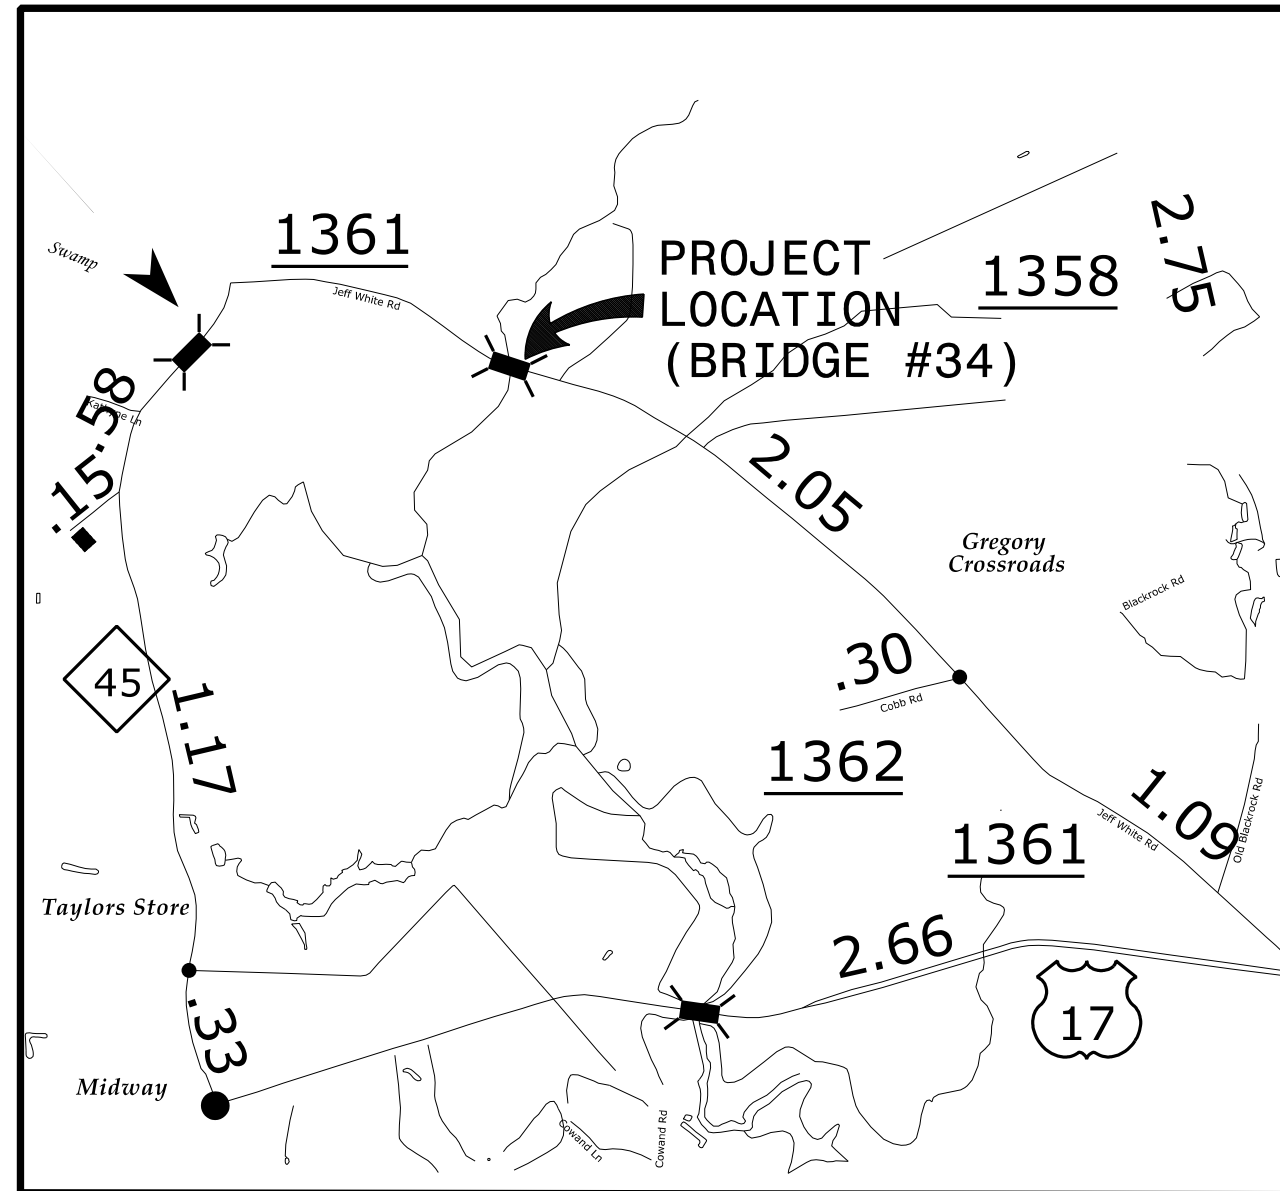 Swamp
1361
Jeff White Rd
PROJECT
LOCATION
(BRIDGE #34)
1358
2.75
.58
.15
2.05
Gregory
Crossroads
Blackrock Rd
45
1.17
.30
Cobb Rd
1362
1361
Jeff White Rd
1.09
Old Blackrock Rd
Taylors Store
2.66
17
.33
Midway
Cowand Ln
Cowand Rd